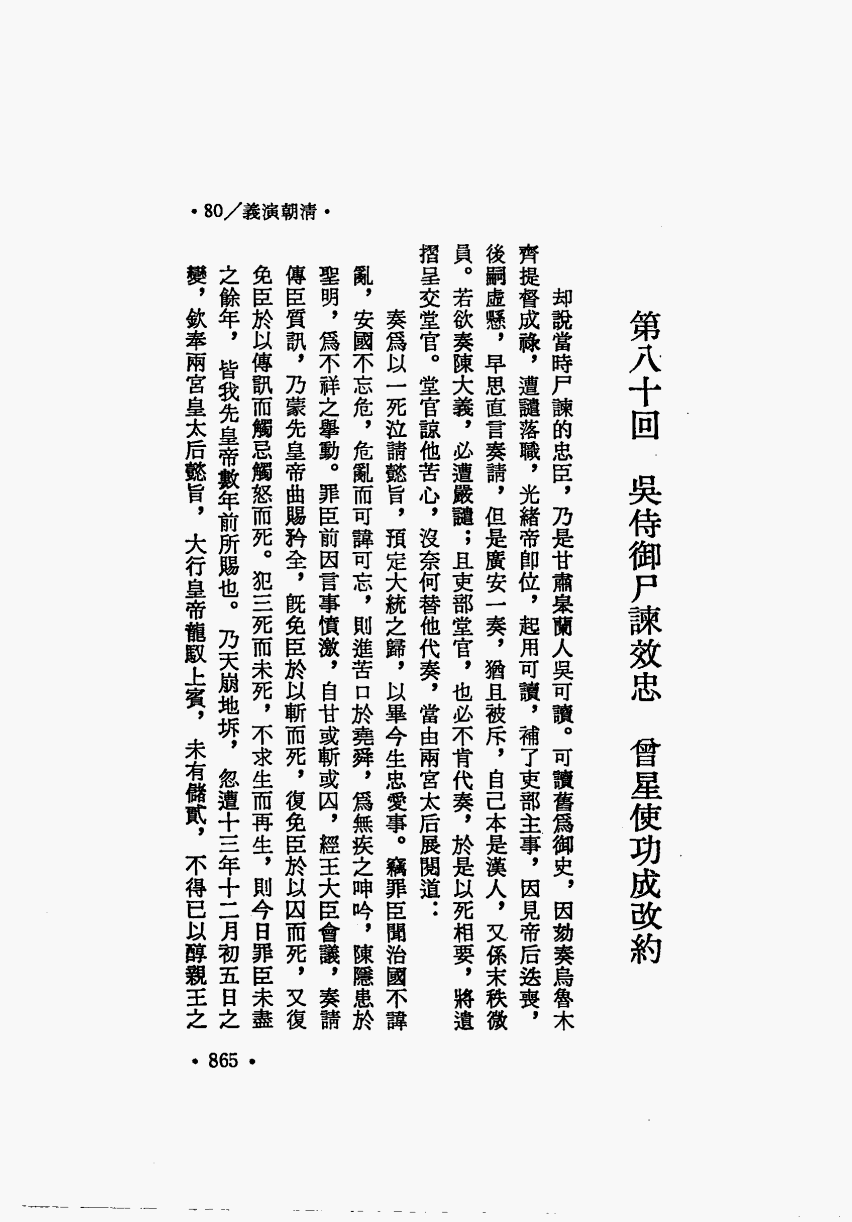 •80／義演朝清•
第八十回　吳侍御尸諫效忠　曾星使功成改約
却說當時尸諫的忠臣，乃是甘肅臯蘭人吳可讀。可讀舊爲御史，因劾奏烏魯木
齊提督成祿，遭譴落職，光緒帝卽位，起用可讀，補了吏部主事，因見帝后迭喪，
後嗣虛懸，早思直言奏請，但是廣安一奏，猶且被斥，自己本是漢人，又係末秩微
員。若欲奏陳大義，必遭嚴譴；且吏部堂官，也必不肯代奏，於是以死相要，將遺
摺呈交堂官。堂官諒他苦心，沒奈何替他代奏，當由兩宮太后展閱道：
奏爲以一死泣請懿旨，預定大統之歸，以畢今生忠愛事。竊罪臣聞治國不諱
亂，安國不忘危，危亂而可諱可忘，則進苦口於堯舜，爲無疾之呻吟，陳隱患於
聖明，爲不祥之舉動。罪臣前因言事憤激，自甘或斬或囚，經王大臣會議，奏請
傳臣質訊，乃蒙先皇帝曲賜矜全，旣免臣於以斬而死，復免臣於以囚而死，又復
免臣於以傳訊而觸忌觸怒而死。犯三死而未死，不求生而再生，則今日罪臣未盡
之餘年，皆我先皇帝數年前所賜也。乃天崩地坼，忽遭十三年十二月初五日之
變，欽奉兩宮皇太后懿旨，大行皇帝龍馭上賓，未有儲貳，不得已以醇親王之
•865•